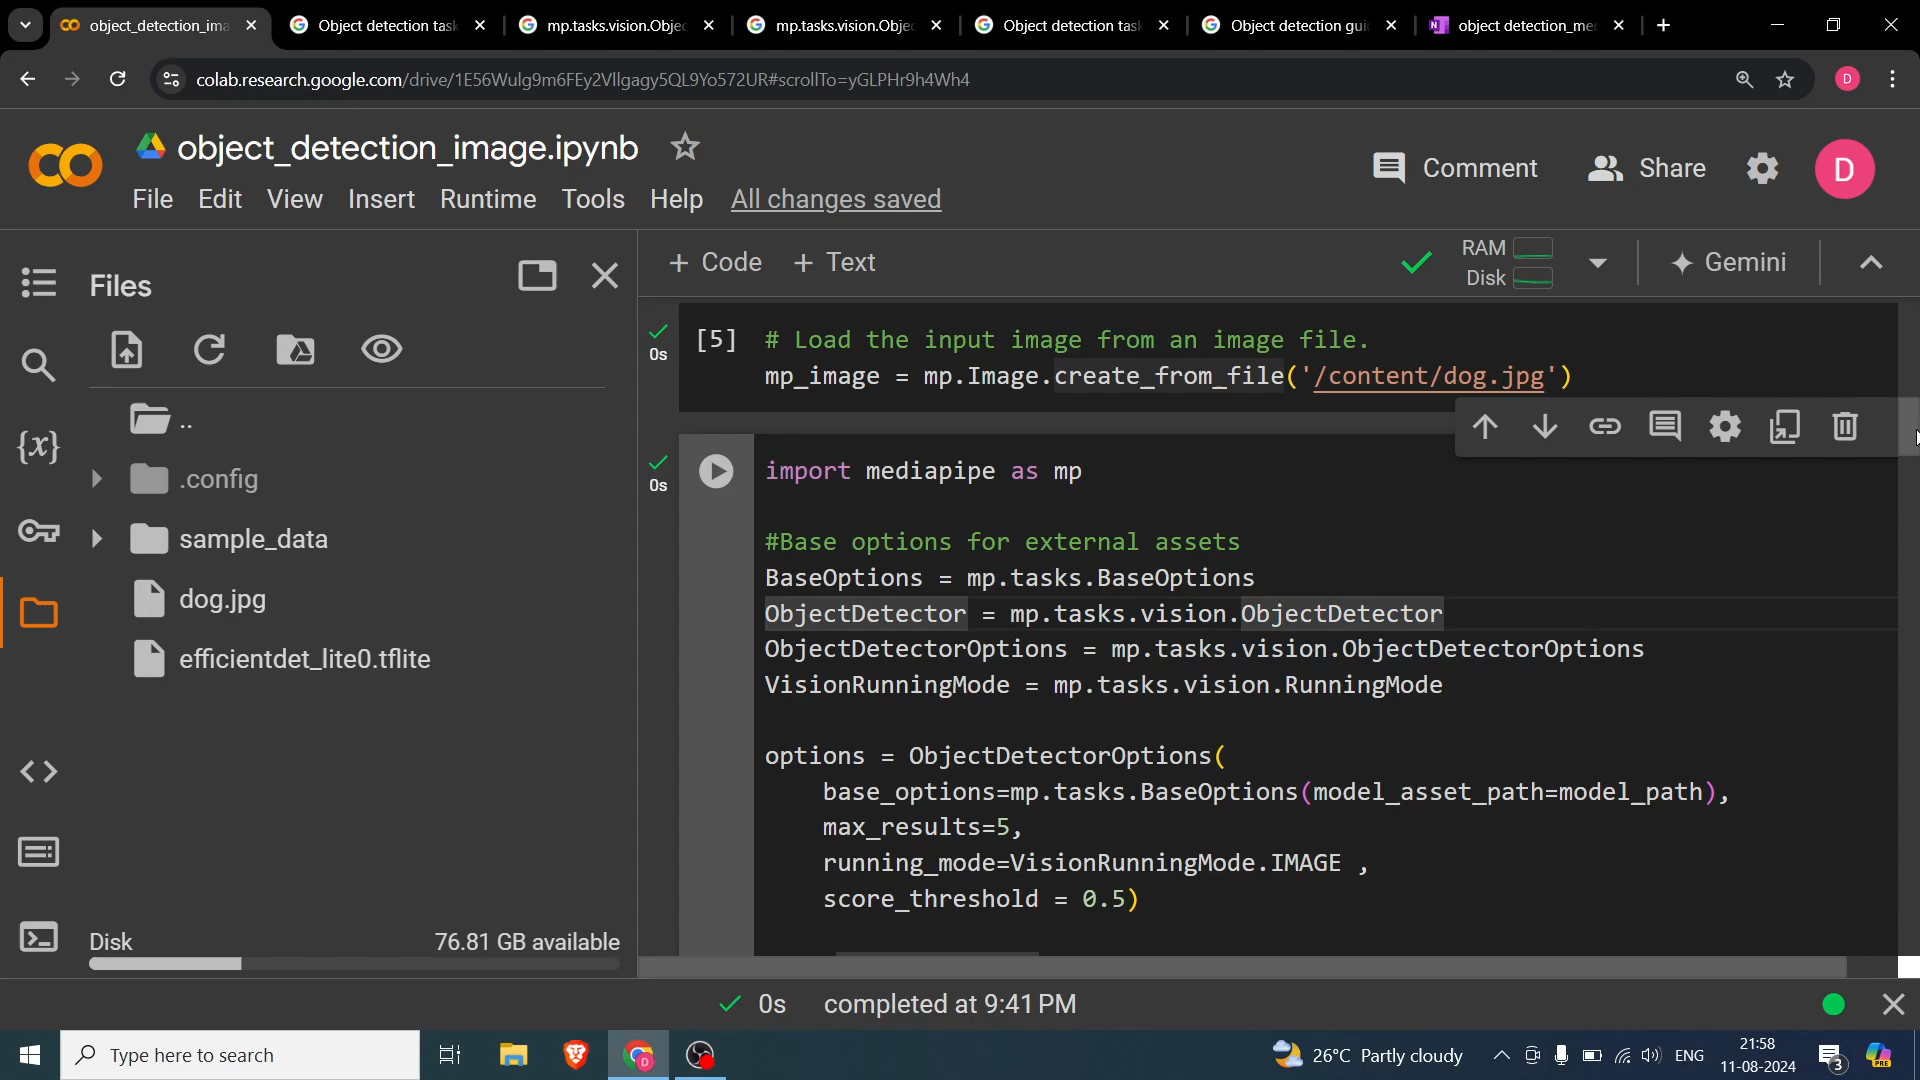 object_detection_ima
Object detection task
mp.tasks.vision.Objec
mp.tasks.vision.Objec
Object detection task
Object detection gui
object detection_me
colab.research.google.com/drive/1E56Wulg9m6FEy2Vllgagy5QL9Yo572UR#scrollTo=yGLPHr9h4Wh4
D
object_detection_image.ipynb
Comment
Share
D
File Edit View Insert Runtime Tools Help All changes saved
Files
+ Code + Text
RAM
Disk
Gemini
..
.config
sample_data
dog.jpg
efficientdet_lite0.tflite
Disk 76.81 GB available
0s
[5] # Load the input image from an image file.
mp_image = mp.Image.create_from_file('/content/dog.jpg')
0s
import mediapipe as mp
#Base options for external assets
BaseOptions = mp.tasks.BaseOptions
ObjectDetector = mp.tasks.vision.ObjectDetector
ObjectDetectorOptions = mp.tasks.vision.ObjectDetectorOptions
VisionRunningMode = mp.tasks.vision.RunningMode
options = ObjectDetectorOptions(
base_options=mp.tasks.BaseOptions(model_asset_path=model_path),
max_results=5,
running_mode=VisionRunningMode.IMAGE ,
score_threshold = 0.5)
0s completed at 9:41 PM
Type here to search
26°C Partly cloudy
ENG
21:58
11-08-2024
3
PRE